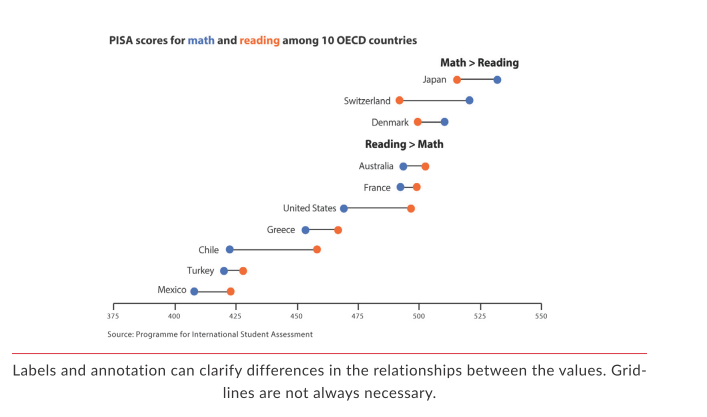 PISA scores for math and reading among 10 OECD countries
Math > Reading
Japan
Switzerland
Denmark
Reading > Math
Australia
France
United States
Greece
Chile
Turkey
Mexico
375 400 425 450 475 500 525 550
Source: Programme for International Student Assessment
Labels and annotation can clarify differences in the relationships between the values. Grid-
lines are not always necessary.